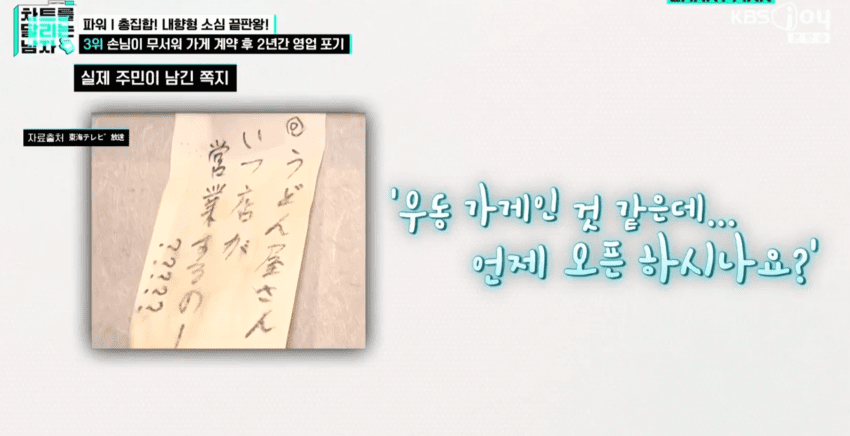 차트를
달리는
남자
파워 | 총집합! 내향형 소심 끝판왕!
3위 손님이 무서워 가게 계약 후 2년간 영업 포기
KBS joy
실제 주민이 남긴 쪽지
자료출처 東海テレビ 放送
◎うどん屋さん
いつ店が
営業するのー
؟؟؟؟؟
'우동 가게인 것 같은데...
언제 오픈 하시나요?'